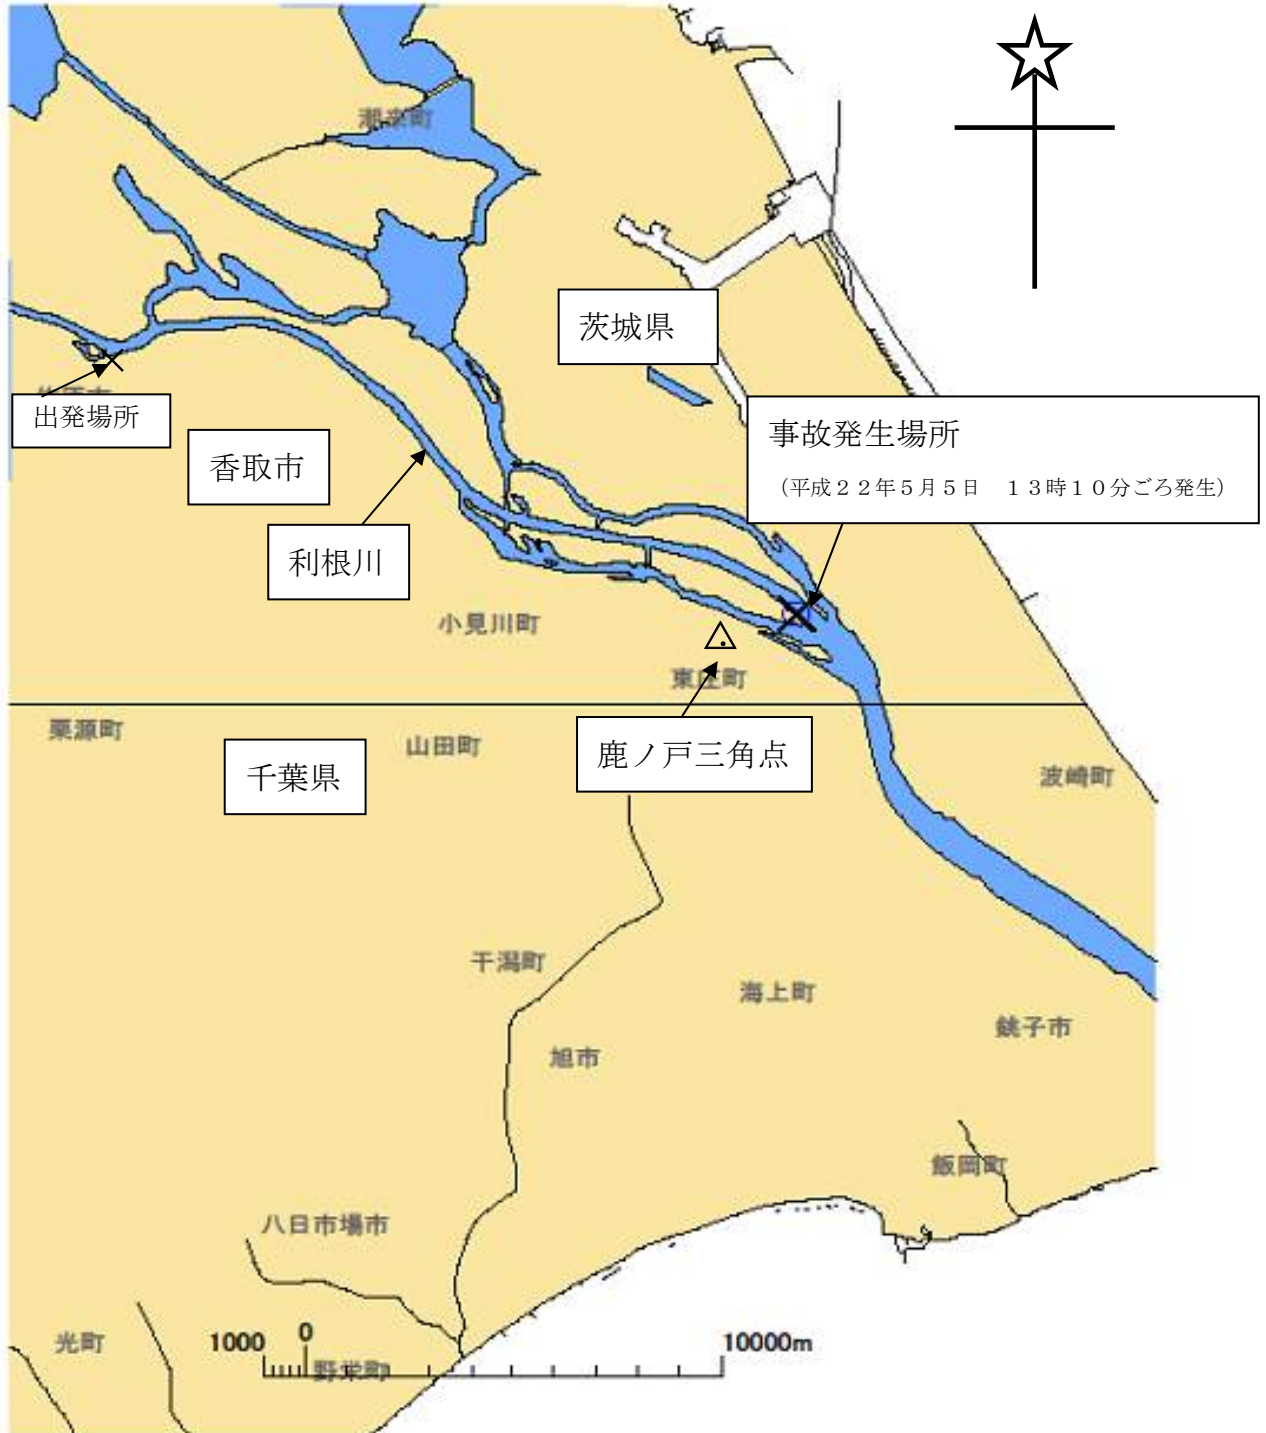 潮来町
茨城県
出発場所
香取市
事故発生場所
（平成２２年５月５日　１３時１０分ごろ発生）
利根川
小見川町
東庄町
栗源町
山田町
鹿ノ戸三角点
千葉県
波崎町
干潟町
海上町
銚子市
旭市
飯岡町
八日市場市
光町
1000 0 10000m
野栄町